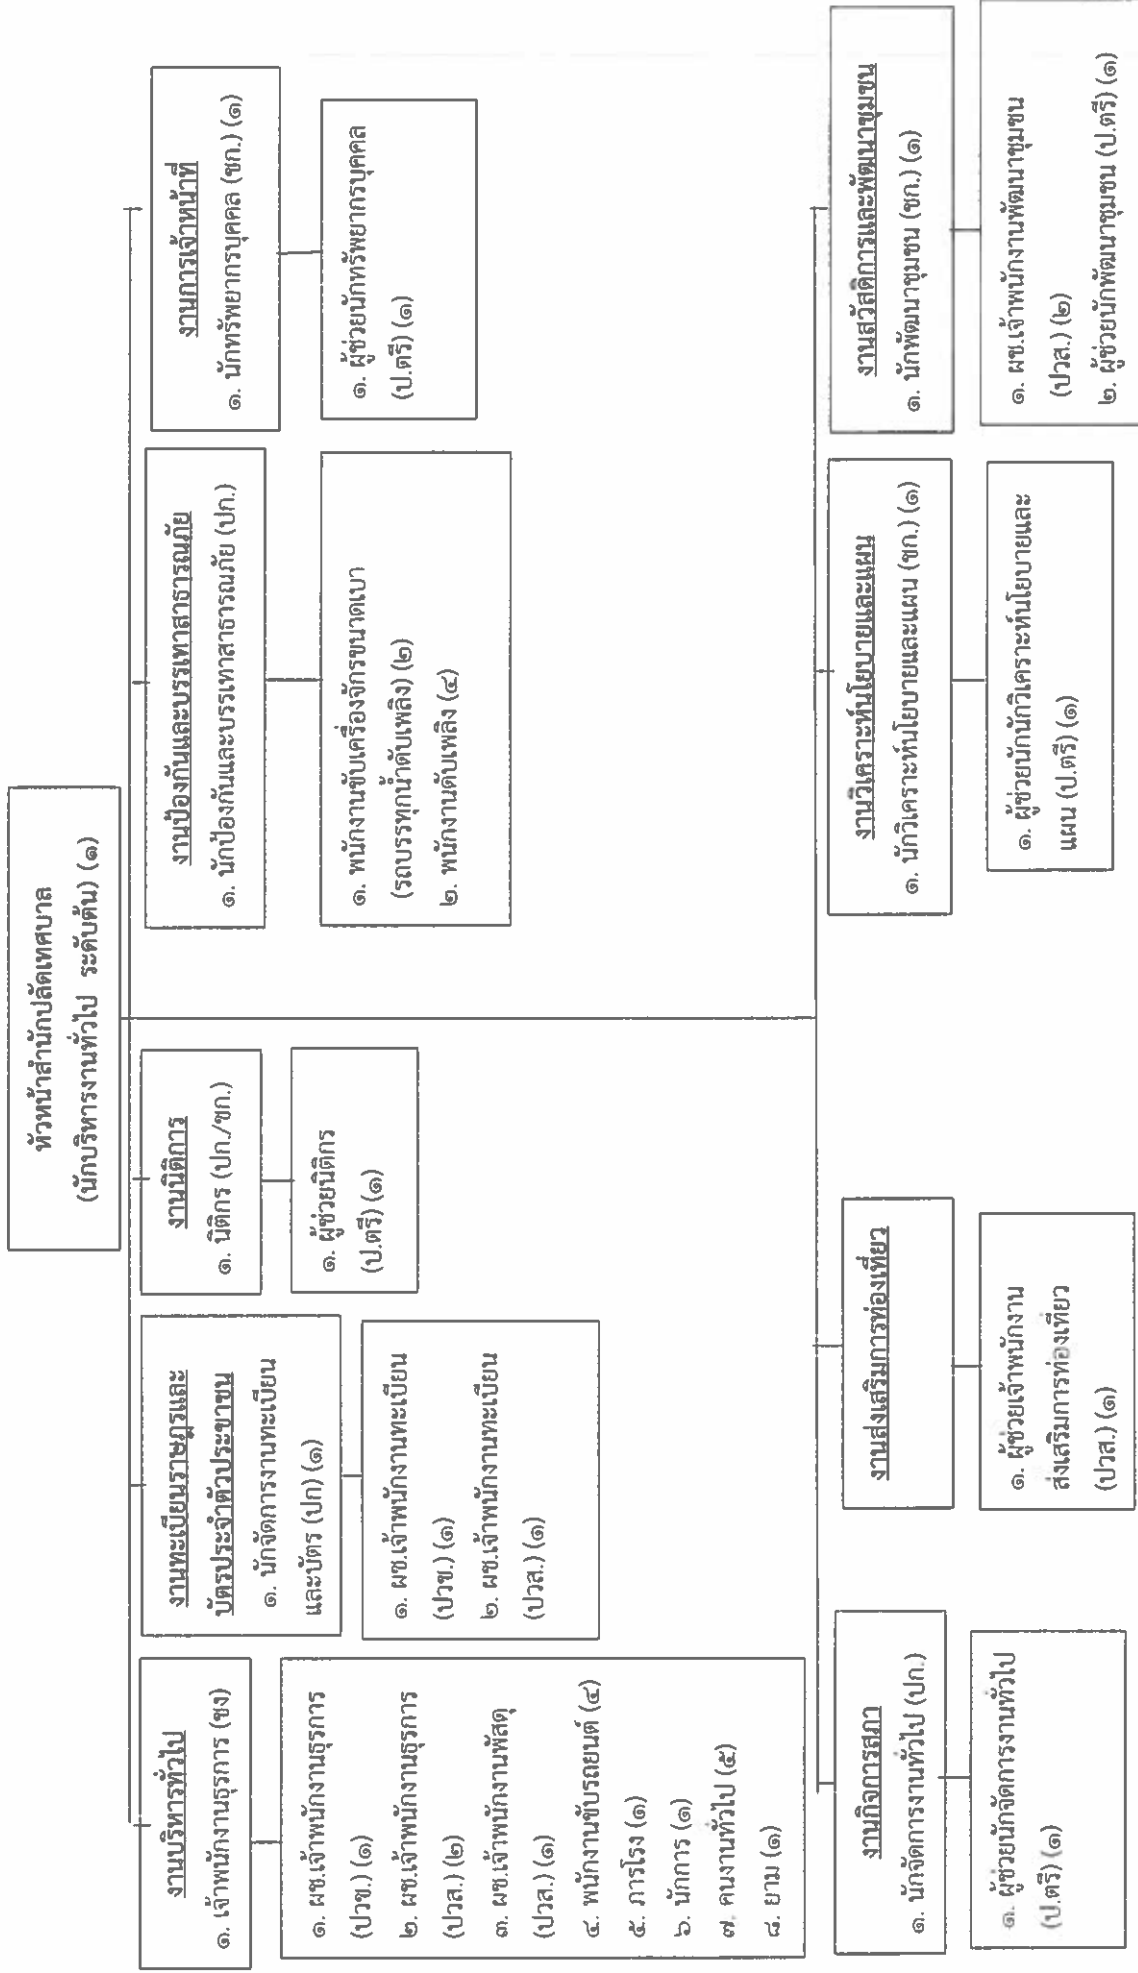 หัวหน้าสำนักปลัดเทศบาล
(นักบริหารงานทั่วไป ระดับต้น) (๑)
งานบริหารทั่วไป
๑. เจ้าพนักงานธุรการ (ชง)
๑. ผช.เจ้าพนักงานธุรการ
(ปวช.) (๑)
๒. ผช.เจ้าพนักงานธุรการ
(ปวส.) (๒)
๓. ผช.เจ้าพนักงานพัสดุ
(ปวส.) (๑)
๔. พนักงานขับรถยนต์ (๔)
๕. ภารโรง (๑)
๖. นักการ (๑)
๗. คนงานทั่วไป (๕)
๘. ยาม (๑)
งานทะเบียนราษฎรและ
บัตรประจำตัวประชาชน
๑. นักจัดการงานทะเบียน
และบัตร (ปก) (๑)
๑. ผช.เจ้าพนักงานทะเบียน
(ปวช.) (๑)
๒. ผช.เจ้าพนักงานทะเบียน
(ปวส.) (๑)
งานนิติการ
๑. นิติกร (ปก./ชก.)
๑. ผู้ช่วยนิติกร
(ป.ตรี) (๑)
งานป้องกันและบรรเทาสาธารณภัย
๑. นักป้องกันและบรรเทาสาธารณภัย (ปก.)
๑. พนักงานขับเครื่องจักรขนาดเบา
(รถบรรทุกน้ำดับเพลิง) (๒)
๒. พนักงานดับเพลิง (๔)
งานการเจ้าหน้าที่
๑. นักทรัพยากรบุคคล (ชก.) (๑)
๑. ผู้ช่วยนักทรัพยากรบุคคล
(ป.ตรี) (๑)
งานกิจการสภา
๑. นักจัดการงานทั่วไป (ปก.)
๑. ผู้ช่วยนักจัดการงานทั่วไป
(ป.ตรี) (๑)
งานส่งเสริมการท่องเที่ยว
๑. ผู้ช่วยเจ้าพนักงาน
ส่งเสริมการท่องเที่ยว
(ปวส.) (๑)
งานวิเคราะห์นโยบายและแผน
๑. นักวิเคราะห์นโยบายและแผน (ชก.) (๑)
๑. ผู้ช่วยนักนักวิเคราะห์นโยบายและ
แผน (ป.ตรี) (๑)
งานสวัสดิการและพัฒนาชุมชน
๑. นักพัฒนาชุมชน (ชก.) (๑)
๑. ผช.เจ้าพนักงานพัฒนาชุมชน
(ปวส.) (๒)
๒. ผู้ช่วยนักพัฒนาชุมชน (ป.ตรี) (๑)